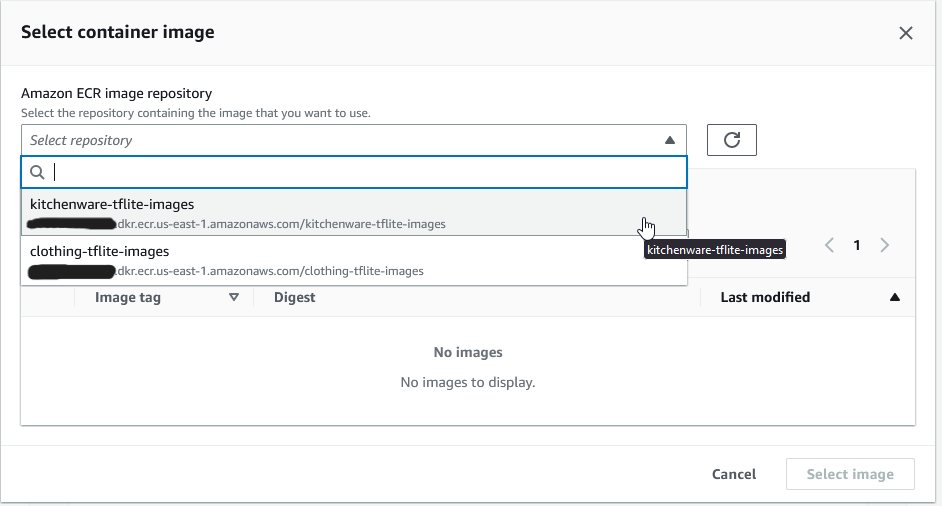 Select container image
Amazon ECR image repository
Select the repository containing the image that you want to use.
Select repository
kitchenware-tflite-images
.dkr.ecr.us-east-1.amazonaws.com/kitchenware-tflite-images
kitchenware-tflite-images
1
clothing-tflite-images
.dkr.ecr.us-east-1.amazonaws.com/clothing-tflite-images
Image tag
Digest
Last modified
No images
No images to display.
Cancel
Select image